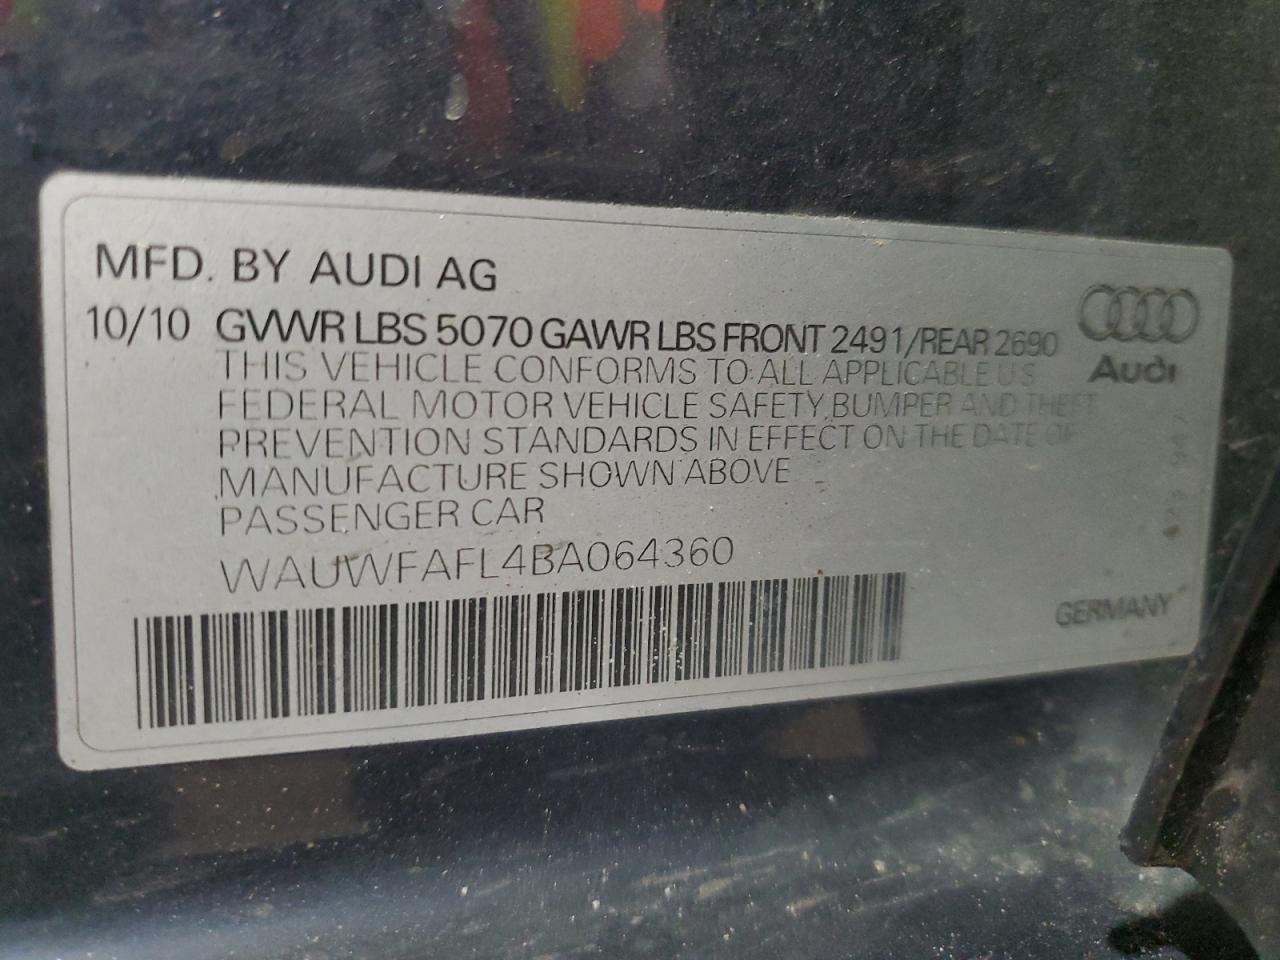 MFD. BY AUDI AG
10/10 GVWR LBS 5070 GAWR LBS FRONT 2491/REAR 2690
THIS VEHICLE CONFORMS TO ALL APPLICABLE U.S.
FEDERAL MOTOR VEHICLE SAFETY, BUMPER AND THEFT
PREVENTION STANDARDS IN EFFECT ON THE DATE OF
MANUFACTURE SHOWN ABOVE
PASSENGER CAR
WAUWFAFL4BA064360
Audi
GERMANY